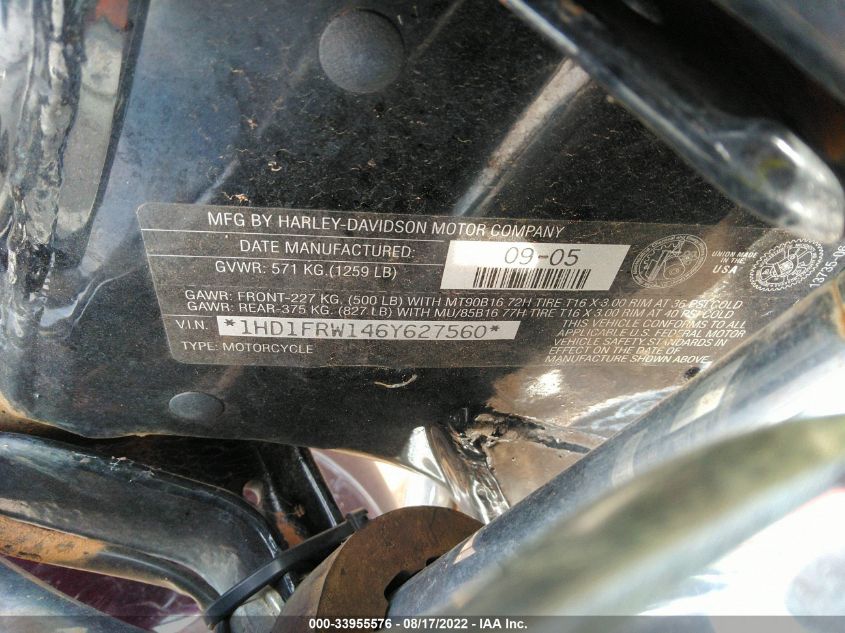 MFG BY HARLEY-DAVIDSON MOTOR COMPANY
DATE MANUFACTURED: 09-05
GVWR: 571 KG.(1259 LB)
UNION MADE
IN THE
USA
13735-06
GAWR: FRONT-227 KG. (500 LB) WITH MT90B16 72H TIRE T16 X 3.00 RIM AT 36 PSI COLD
GAWR: REAR-375 KG. (827 LB) WITH MU/85B16 77H TIRE T16 X 3.00 RIM AT 40 PSI COLD
V.I.N. *1HD1FRW146Y627560*
TYPE: MOTORCYCLE
THIS VEHICLE CONFORMS TO ALL
APPLICABLE U.S. FEDERAL MOTOR
VEHICLE SAFETY STANDARDS IN
EFFECT ON THE DATE OF
MANUFACTURE SHOWN ABOVE.
000-33955576 - 08/17/2022 - IAA Inc.